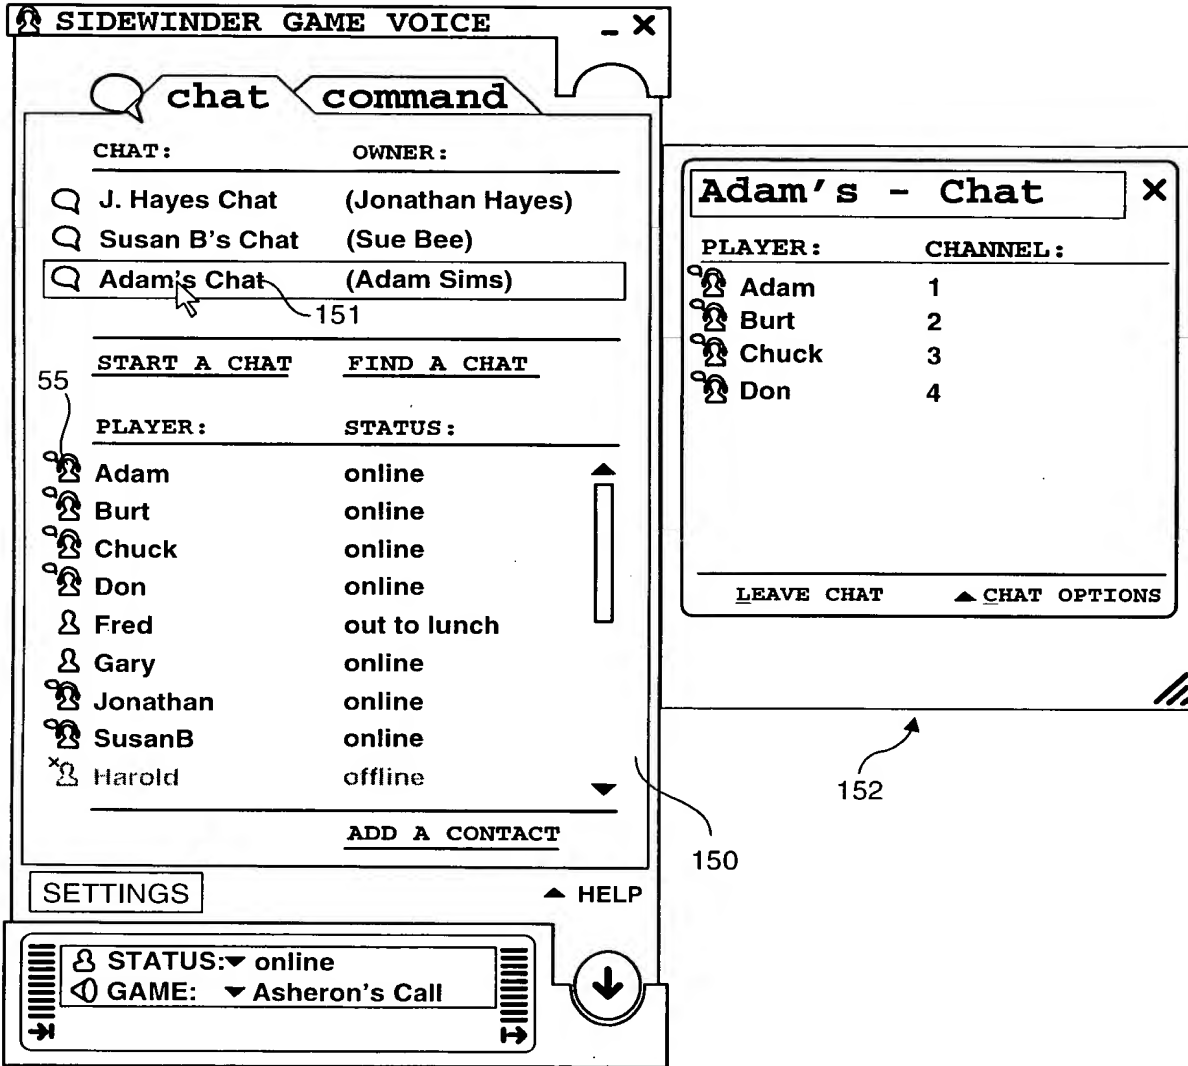 SIDEWINDER GAME VOICE
chat command
CHAT: OWNER:
J. Hayes Chat (Jonathan Hayes)
Susan B's Chat (Sue Bee)
Adam's Chat (Adam Sims)
151
START A CHAT FIND A CHAT
55
PLAYER: STATUS:
Adam online
Burt online
Chuck online
Don online
Fred out to lunch
Gary online
Jonathan online
SusanB online
Harold offline
ADD A CONTACT
150
SETTINGS HELP
STATUS: online
GAME: Asheron's Call
Adam's - Chat
PLAYER: CHANNEL:
Adam 1
Burt 2
Chuck 3
Don 4
LEAVE CHAT CHAT OPTIONS
152